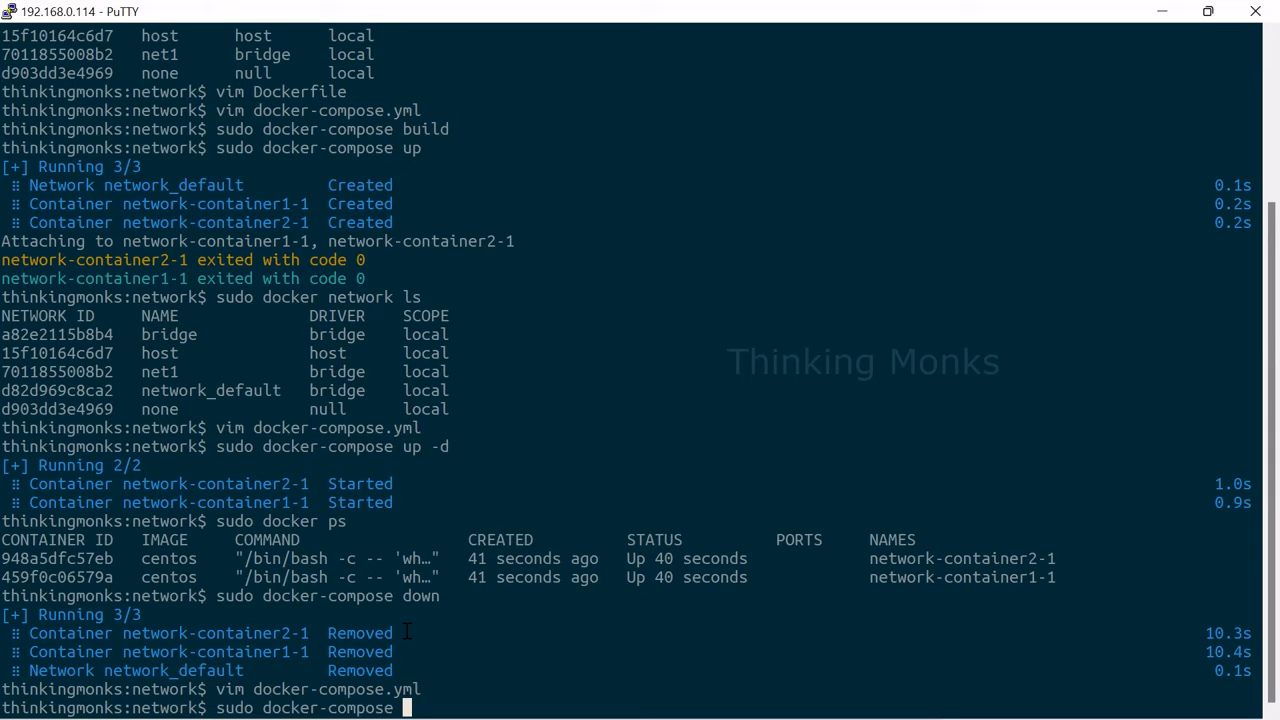 192.168.0.114 - PuTTY
15f10164c6d7   host      host      local
7011855008b2   net1      bridge    local
d903dd3e4969   none      null      local
thinkingmonks:network$ vim Dockerfile
thinkingmonks:network$ vim docker-compose.yml
thinkingmonks:network$ sudo docker-compose build
thinkingmonks:network$ sudo docker-compose up
[+] Running 3/3
⠿ Network network_default         Created 0.1s
⠿ Container network-container1-1  Created 0.2s
⠿ Container network-container2-1  Created 0.2s
Attaching to network-container1-1, network-container2-1
network-container2-1 exited with code 0
network-container1-1 exited with code 0
thinkingmonks:network$ sudo docker network ls
NETWORK ID     NAME              DRIVER    SCOPE
a82e2115b8b4   bridge            bridge    local
15f10164c6d7   host              host      local
7011855008b2   net1              bridge    local
d82d969c8ca2   network_default   bridge    local
d903dd3e4969   none              null      local
thinkingmonks:network$ vim docker-compose.yml
thinkingmonks:network$ sudo docker-compose up -d
[+] Running 2/2
⠿ Container network-container2-1  Started 1.0s
⠿ Container network-container1-1  Started 0.9s
thinkingmonks:network$ sudo docker ps
CONTAINER ID   IMAGE     COMMAND                  CREATED          STATUS          PORTS     NAMES
948a5dfc57eb   centos    "/bin/bash -c -- 'wh…"   41 seconds ago   Up 40 seconds             network-container2-1
459f0c06579a   centos    "/bin/bash -c -- 'wh…"   41 seconds ago   Up 40 seconds             network-container1-1
thinkingmonks:network$ sudo docker-compose down
[+] Running 3/3
⠿ Container network-container2-1  Removed 10.3s
⠿ Container network-container1-1  Removed 10.4s
⠿ Network network_default         Removed 0.1s
thinkingmonks:network$ vim docker-compose.yml
thinkingmonks:network$ sudo docker-compose
Thinking Monks